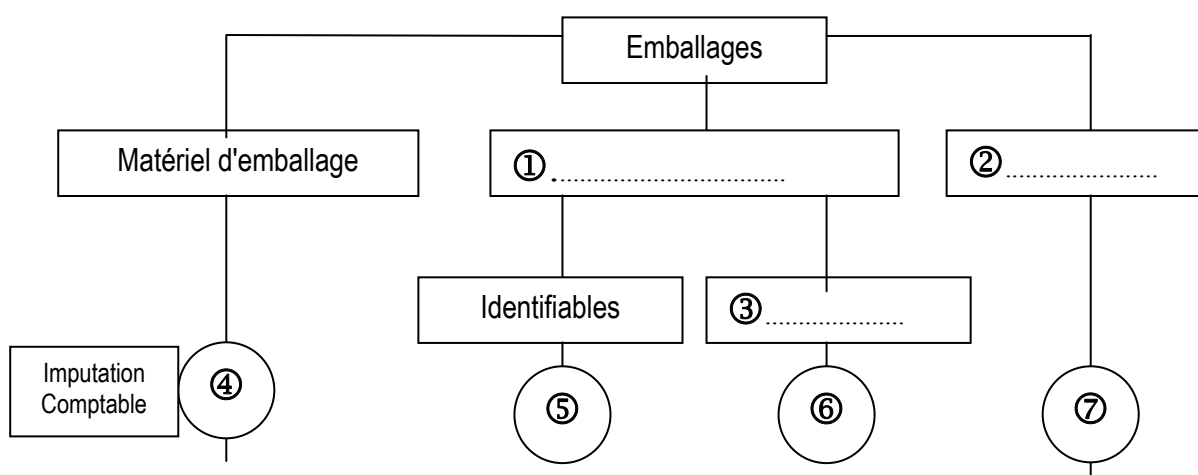 Emballages
Matériel d'emballage
①..............................
②.....................
Identifiables
③...................
Imputation
Comptable
④
⑤
⑥
⑦